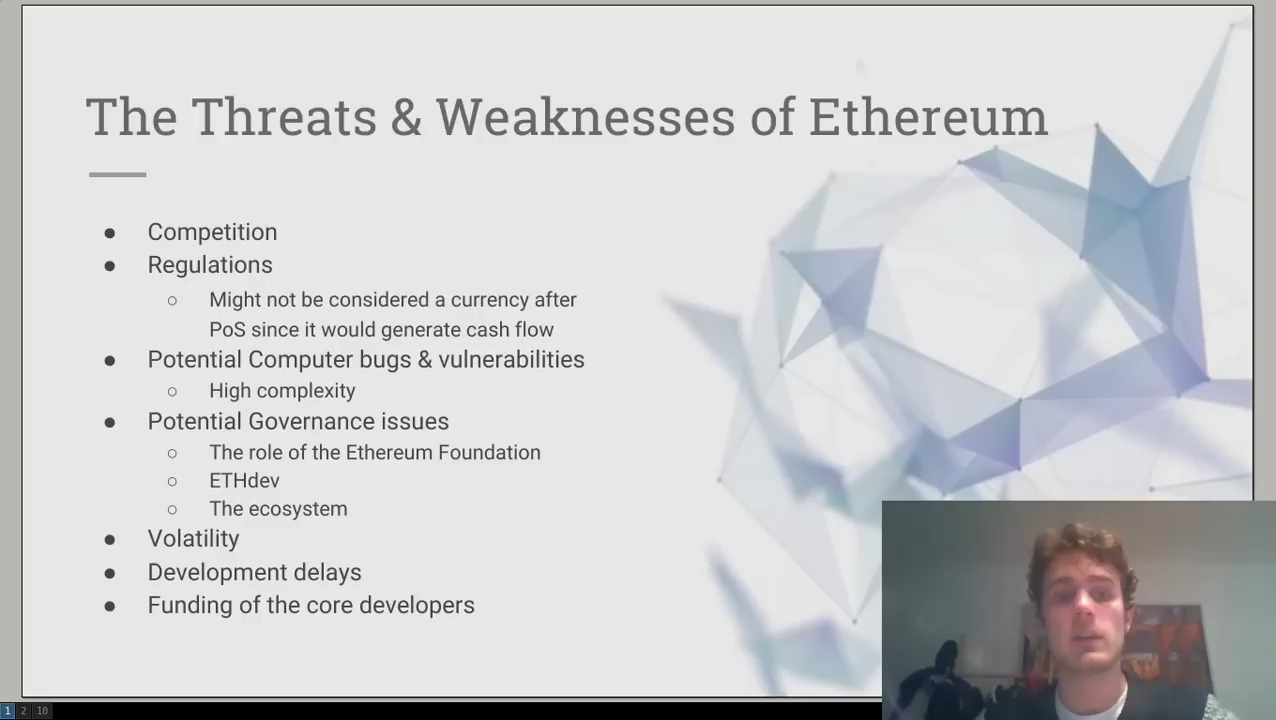 The Threats & Weaknesses of Ethereum
● Competition
● Regulations
○ Might not be considered a currency after
PoS since it would generate cash flow
● Potential Computer bugs & vulnerabilities
○ High complexity
● Potential Governance issues
○ The role of the Ethereum Foundation
○ ETHdev
○ The ecosystem
● Volatility
● Development delays
● Funding of the core developers
1 2 10